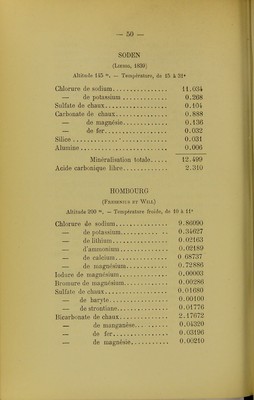 — 50 —
SODEN
(Liebig, 1839)
Altitude 145 m. — Température, de 15 à 21°
Chlorure de sodium 11.034
— de potassium 0.268
Sulfate de chaux 0.104
Carbonate de chaux 0.888
— de magnésie 0.136
— de fer 0.032
Silice 0.031
Alumine 0.006
Minéralisation totale 12.499
Acide carbonique libre 2.310
HOMBOURG
(Fresenius et Will)
Altitude 200 m. — Température froide, de 10 à 11°
Chlorure de sodium 9.86090
— de potassium 0.34627
— de lithium 0.02163
— d'ammonium 0.02189
— de calcium 0 68737
— de magnésium 0.72886
Iodure de magnésium 0,00003
Bromure de magnésium 0.00286
Sulfate de chaux 0.01680
— de baryte 0.00100
— de strontiane 0.01776
Bicarbonate de chaux 2.17672
— de manganèse 0,04320
— de fer 0.03196
— de magnésie 0.00210